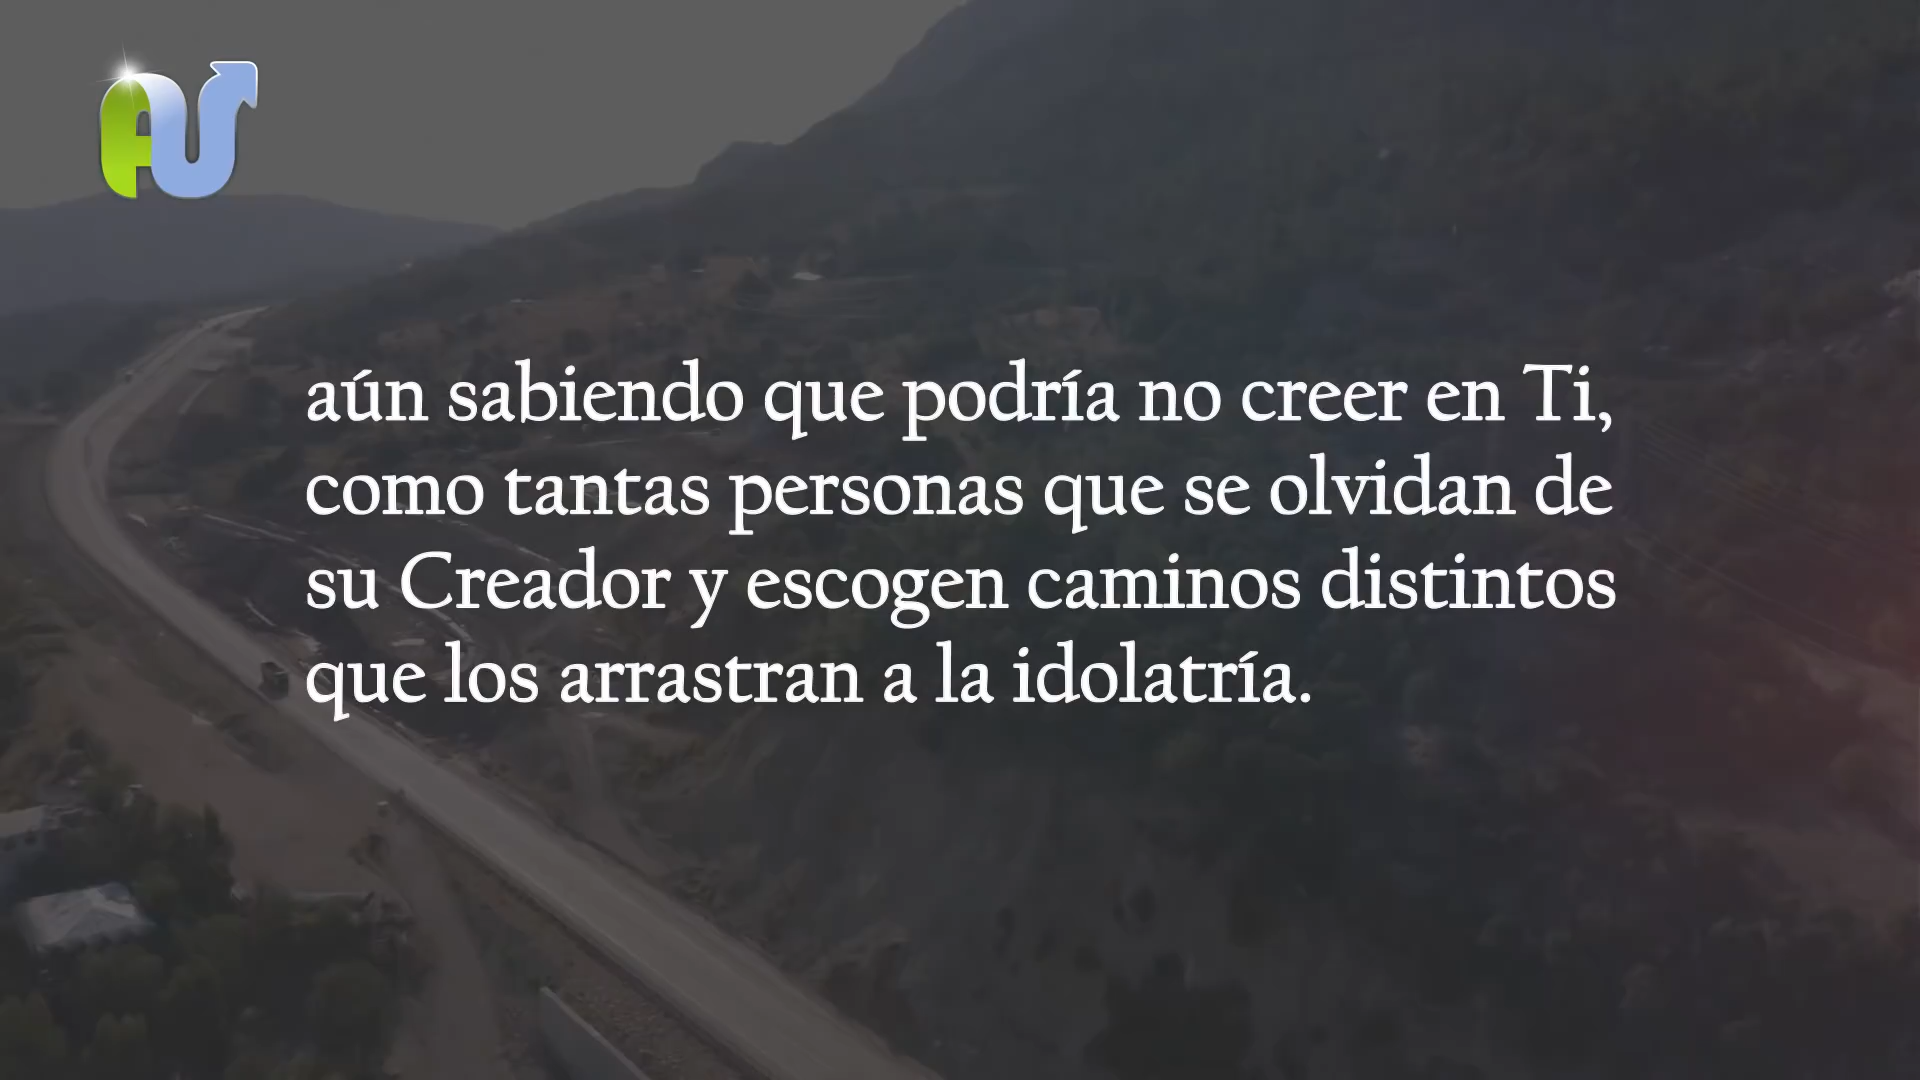 AU
aún sabiendo que podría no creer en Ti,
como tantas personas que se olvidan de
su Creador y escogen caminos distintos
que los arrastran a la idolatría.